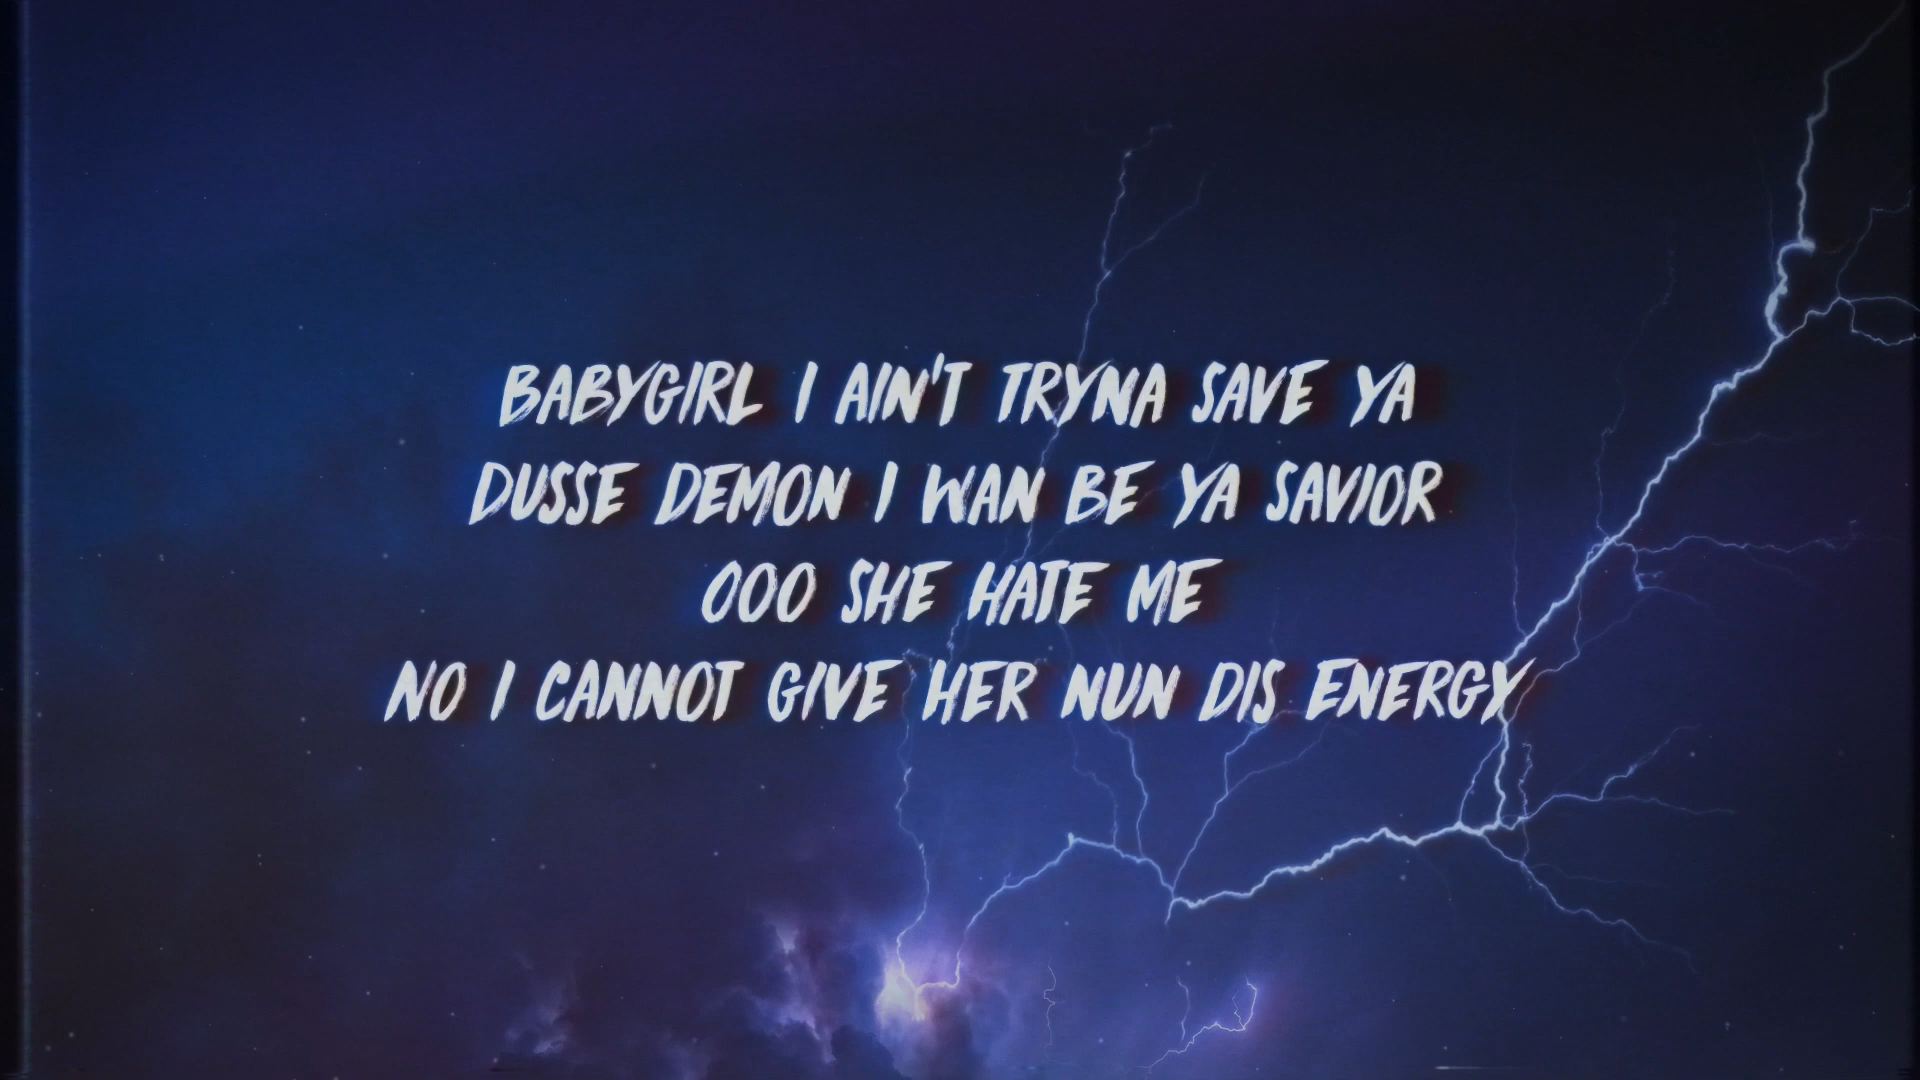 BABYGIRL I AIN'T TRYNA SAVE YA
DUSSE DEMON I WAN BE YA SAVIOR
OOO SHE HATE ME
NO I CANNOT GIVE HER NUN DIS ENERGY